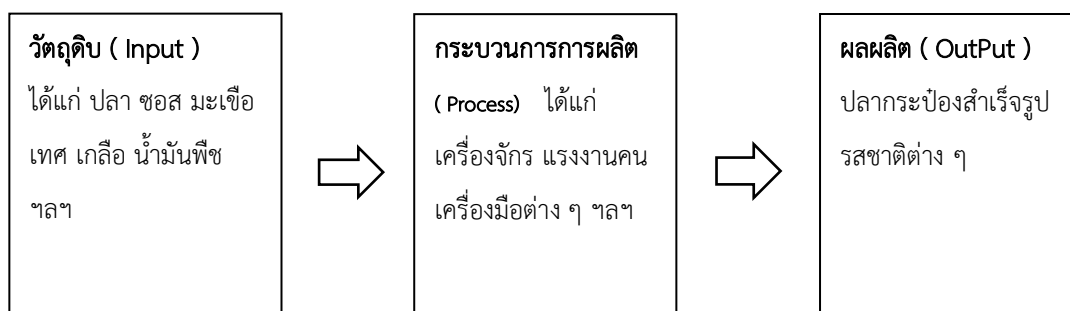 วัตถุดิบ ( Input )
ได้แก่ ปลา ซอส มะเขือ
เทศ เกลือ น้ำมันพืช
ฯลฯ
กระบวนการการผลิต
( Process) ได้แก่
เครื่องจักร แรงงานคน
เครื่องมือต่าง ๆ ฯลฯ
ผลผลิต ( OutPut )
ปลากระป๋องสำเร็จรูป
รสชาติต่าง ๆ